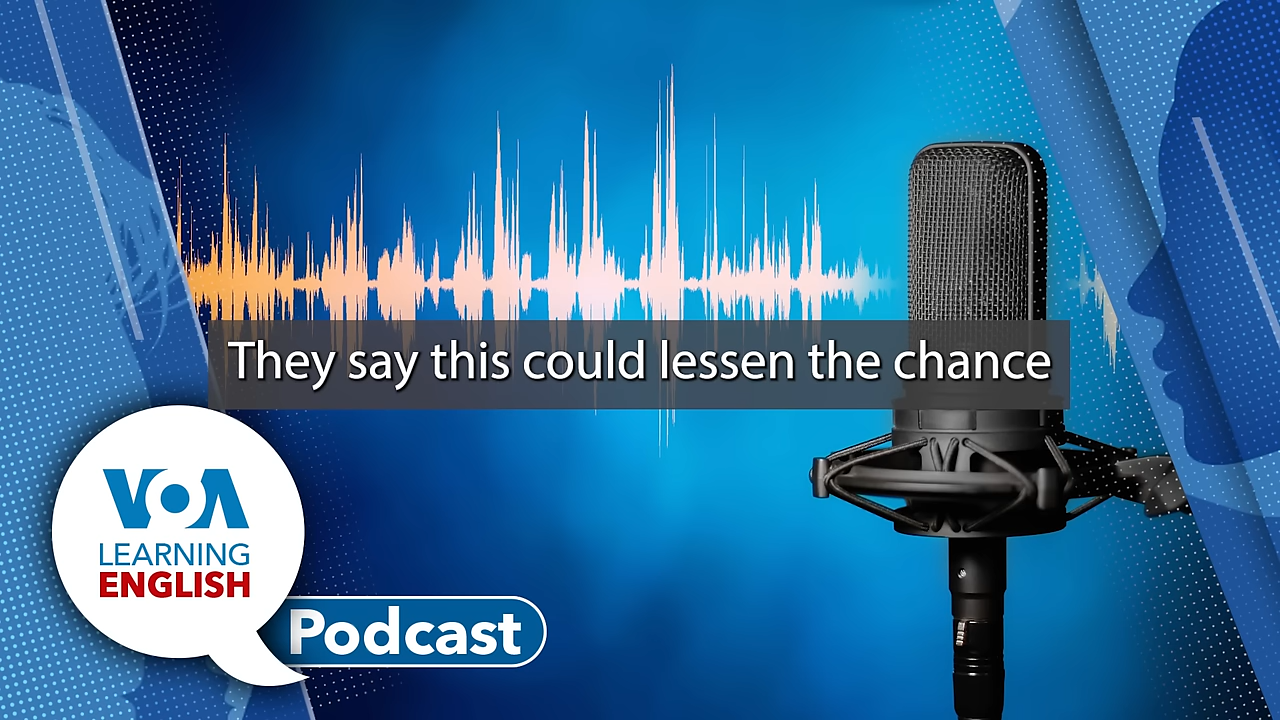 They say this could lessen the chance
VOA
LEARNING
ENGLISH
Podcast